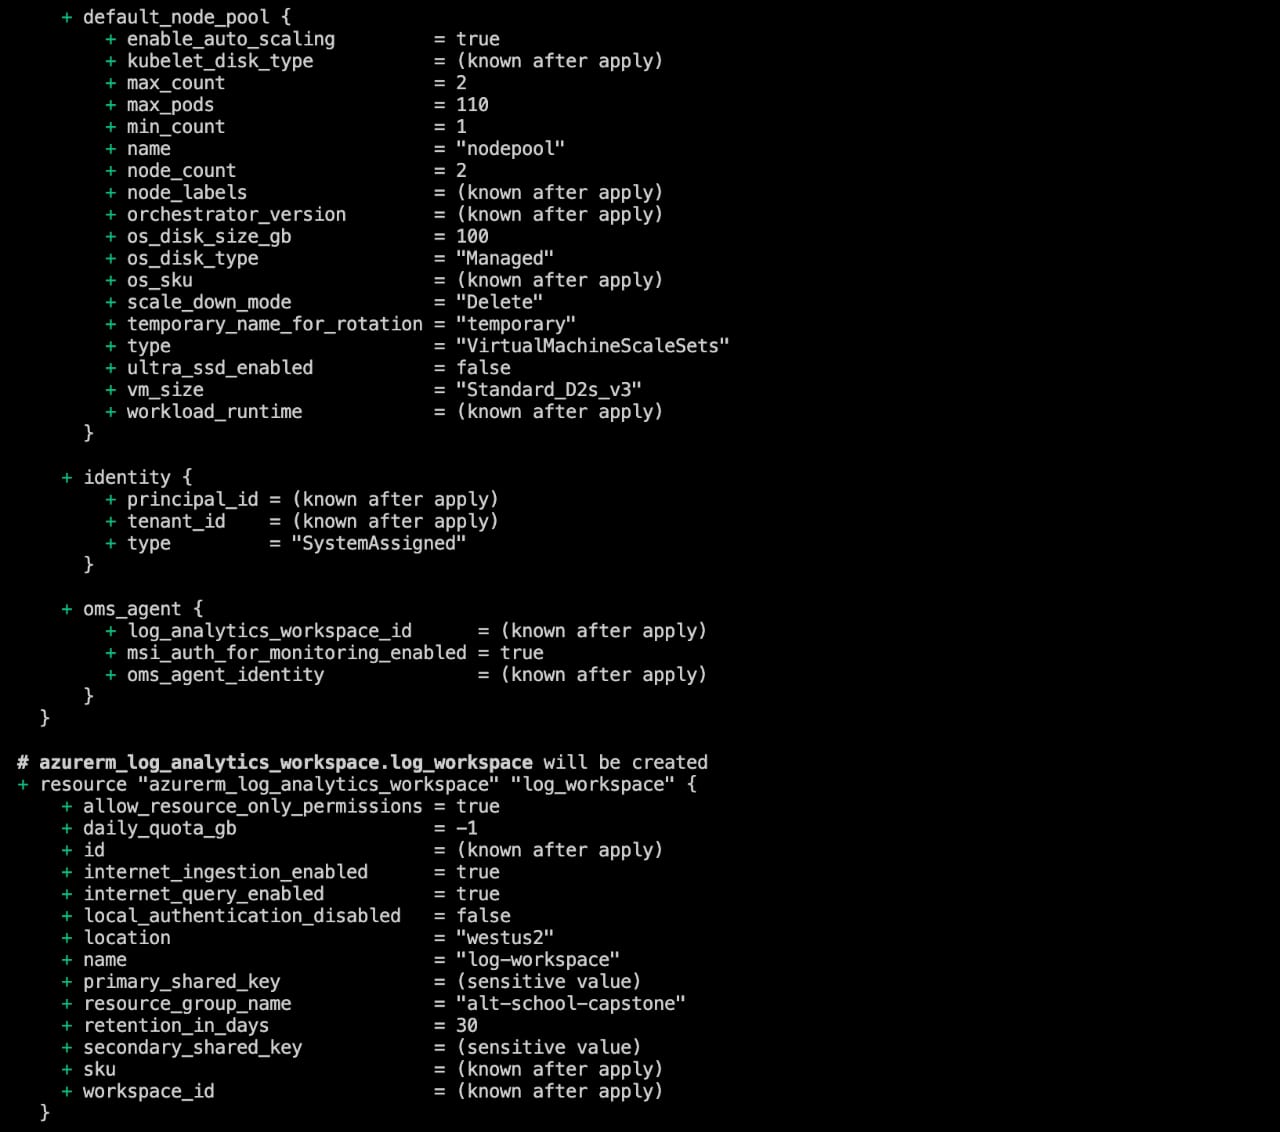 + default_node_pool {
+ enable_auto_scaling = true
+ kubelet_disk_type = (known after apply)
+ max_count = 2
+ max_pods = 110
+ min_count = 1
+ name = "nodepool"
+ node_count = 2
+ node_labels = (known after apply)
+ orchestrator_version = (known after apply)
+ os_disk_size_gb = 100
+ os_disk_type = "Managed"
+ os_sku = (known after apply)
+ scale_down_mode = "Delete"
+ temporary_name_for_rotation = "temporary"
+ type = "VirtualMachineScaleSets"
+ ultra_ssd_enabled = false
+ vm_size = "Standard_D2s_v3"
+ workload_runtime = (known after apply)
}
+ identity {
+ principal_id = (known after apply)
+ tenant_id = (known after apply)
+ type = "SystemAssigned"
}
+ oms_agent {
+ log_analytics_workspace_id = (known after apply)
+ msi_auth_for_monitoring_enabled = true
+ oms_agent_identity = (known after apply)
}
}
# azurerm_log_analytics_workspace.log_workspace will be created
+ resource "azurerm_log_analytics_workspace" "log_workspace" {
+ allow_resource_only_permissions = true
+ daily_quota_gb = -1
+ id = (known after apply)
+ internet_ingestion_enabled = true
+ internet_query_enabled = true
+ local_authentication_disabled = false
+ location = "westus2"
+ name = "log-workspace"
+ primary_shared_key = (sensitive value)
+ resource_group_name = "alt-school-capstone"
+ retention_in_days = 30
+ secondary_shared_key = (sensitive value)
+ sku = (known after apply)
+ workspace_id = (known after apply)
}